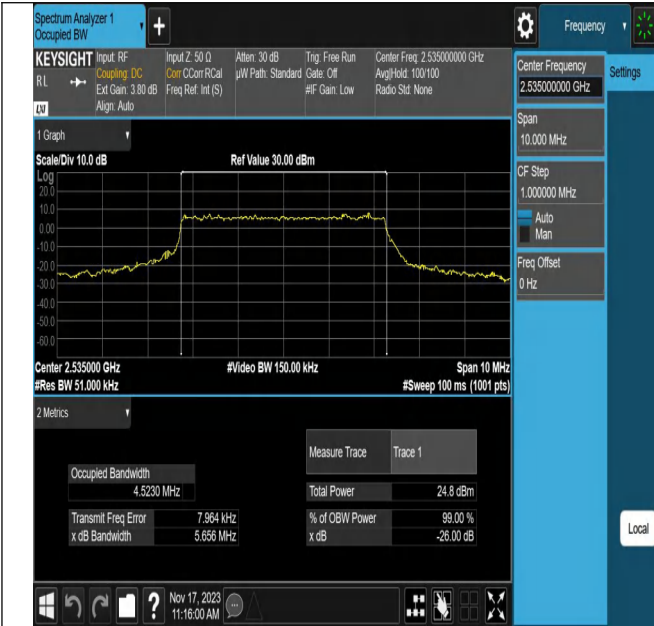 Spectrum Analyzer 1
Occupied BW
Frequency
KEYSIGHT
RL
Input: RF
Coupling: DC
Ext Gain: 3.80 dB
Align: Auto
Input Z: 50 Ω
Corr CCorr RCal
Freq Ref: Int (S)
Atten: 30 dB
µW Path: Standard
Trig: Free Run
Gate: Off
#IF Gain: Low
Center Freq: 2.535000000 GHz
Avg|Hold: 100/100
Radio Std: None
Center Frequency
2.535000000 GHz
Settings
Span
10.000 MHz
CF Step
1.000000 MHz
Auto
Man
Freq Offset
0 Hz
Local
1 Graph
Scale/Div 10.0 dB
Ref Value 30.00 dBm
Log
20.0
10.0
0.00
-10.0
-20.0
-30.0
-40.0
-50.0
-60.0
Center 2.535000 GHz
#Video BW 150.00 kHz
Span 10 MHz
#Res BW 51.000 kHz
#Sweep 100 ms (1001 pts)
2 Metrics
Measure Trace
Trace 1
Occupied Bandwidth
4.5230 MHz
Total Power
24.8 dBm
Transmit Freq Error
7.964 kHz
% of OBW Power
99.00 %
x dB Bandwidth
5.656 MHz
x dB
-26.00 dB
?
Nov 17, 2023
11:16:00 AM